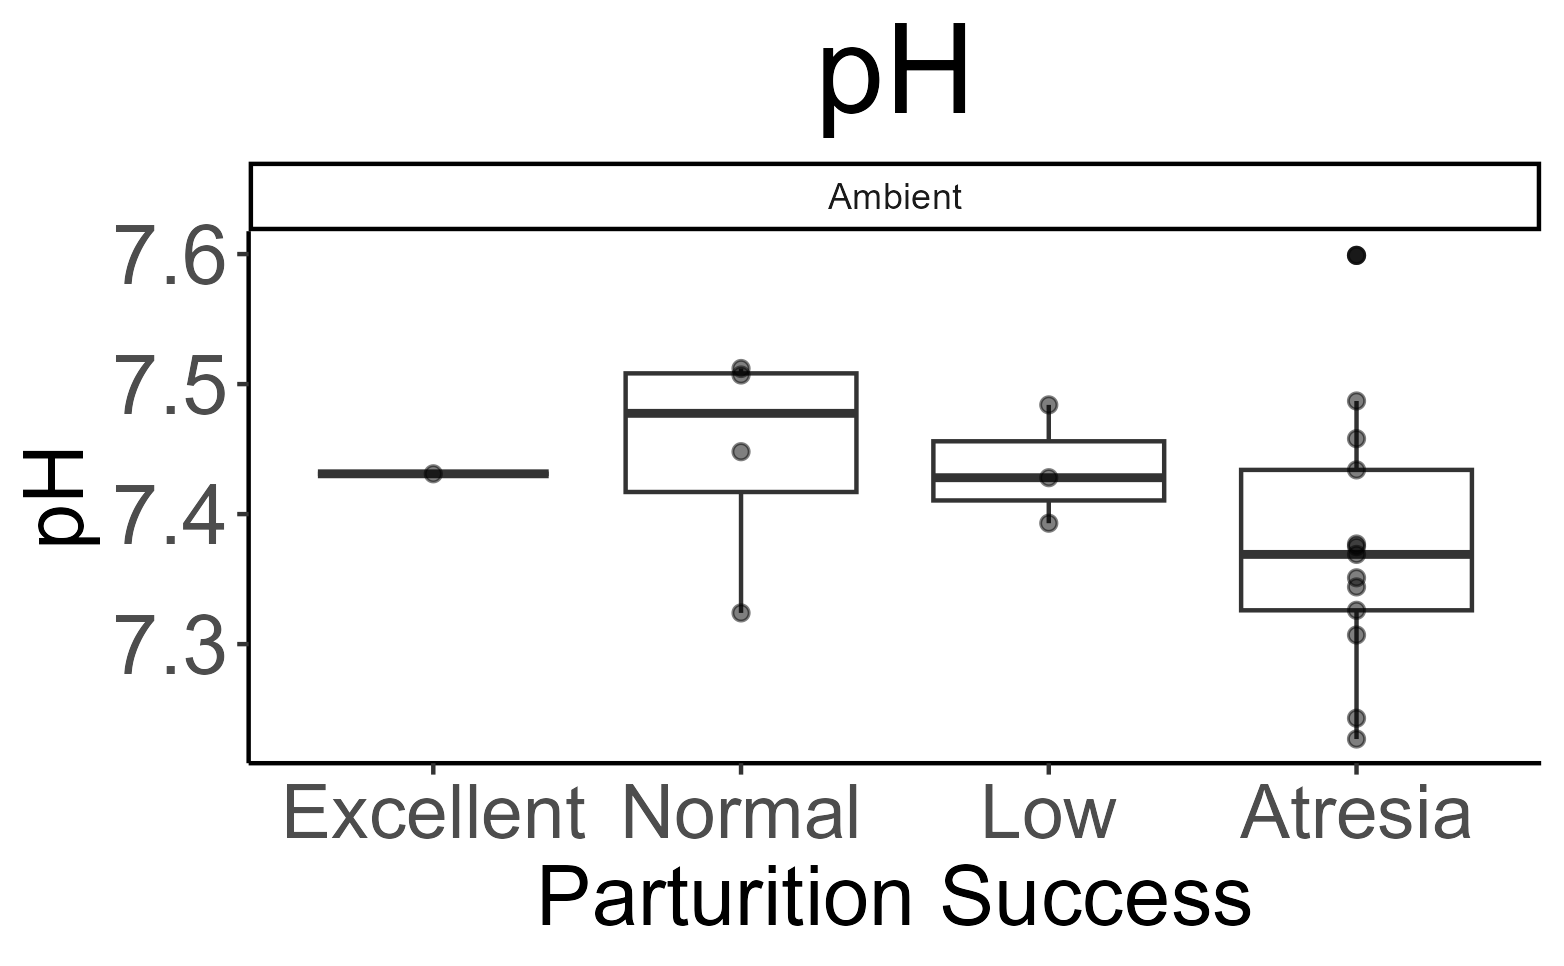 pH
Ambient
7.6
7.5
7.4
7.3
pH
Excellent Normal Low Atresia
Parturition Success